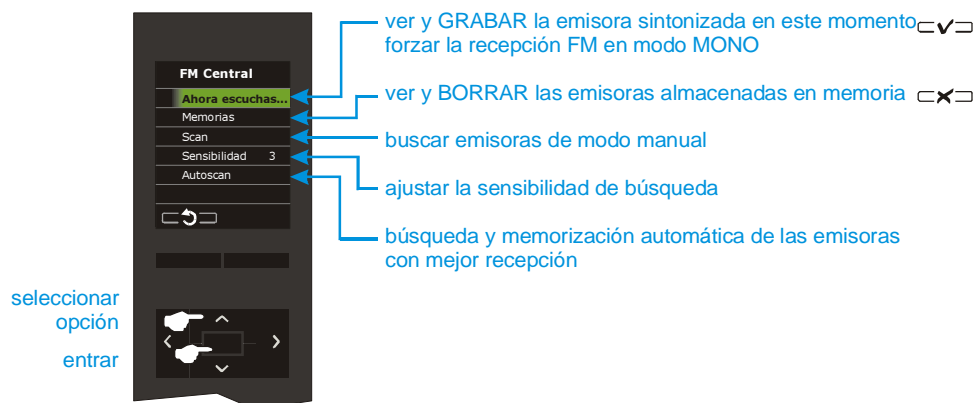 ver y GRABAR la emisora sintonizada en este momento
forzar la recepción FM en modo MONO
FM Central
Ahora escuchas...
ver y BORRAR las emisoras almacenadas en memoria
Memorias
Scan
buscar emisoras de modo manual
Sensibilidad 3
Autoscan
ajustar la sensibilidad de búsqueda
búsqueda y memorización automática de las emisoras
con mejor recepción
seleccionar
opción
entrar